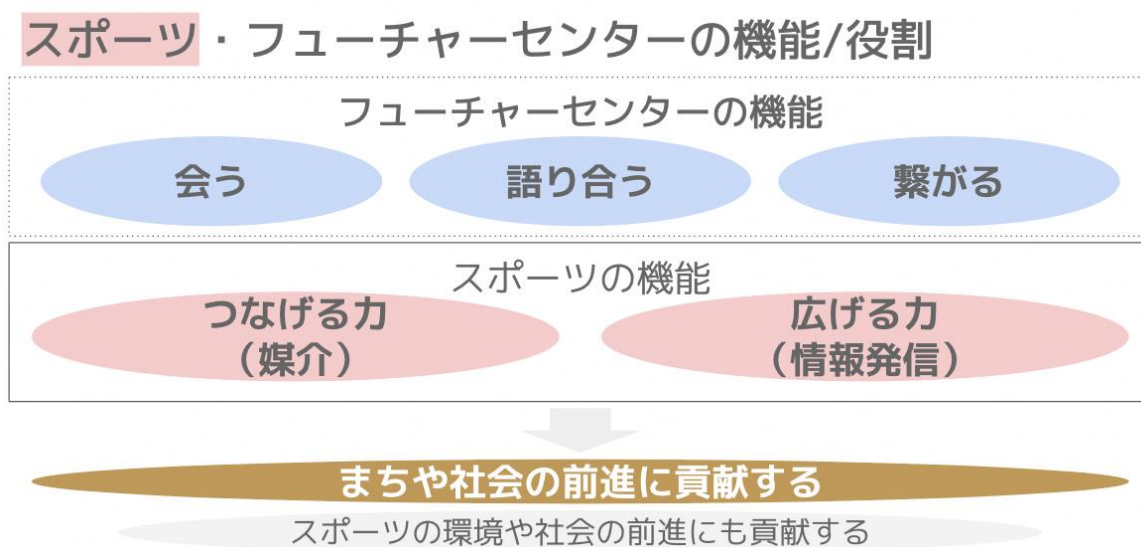 スポーツ・フューチャーセンターの機能/役割
フューチャーセンターの機能
会う
語り合う
繋がる
スポーツの機能
つなげる力
（媒介）
広げる力
（情報発信）
まちや社会の前進に貢献する
スポーツの環境や社会の前進にも貢献する